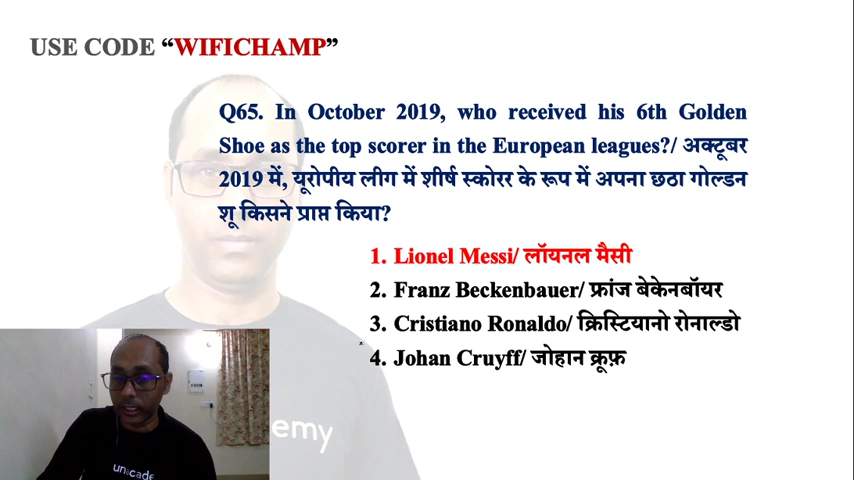 USE CODE “WIFICHAMP”
Q65. In October 2019, who received his 6th Golden
Shoe as the top scorer in the European leagues?/ अक्टूबर
2019 में, यूरोपीय लीग में शीर्ष स्कोरर के रूप में अपना छठा गोल्डन
शू किसने प्राप्त किया?
1. Lionel Messi/ लॉयनल मैसी
2. Franz Beckenbauer/ फ्रांज बेकेनबॉयर
3. Cristiano Ronaldo/ क्रिस्टियानो रोनाल्डो
4. Johan Cruyff/ जोहान क्रूफ़
emy
unacade